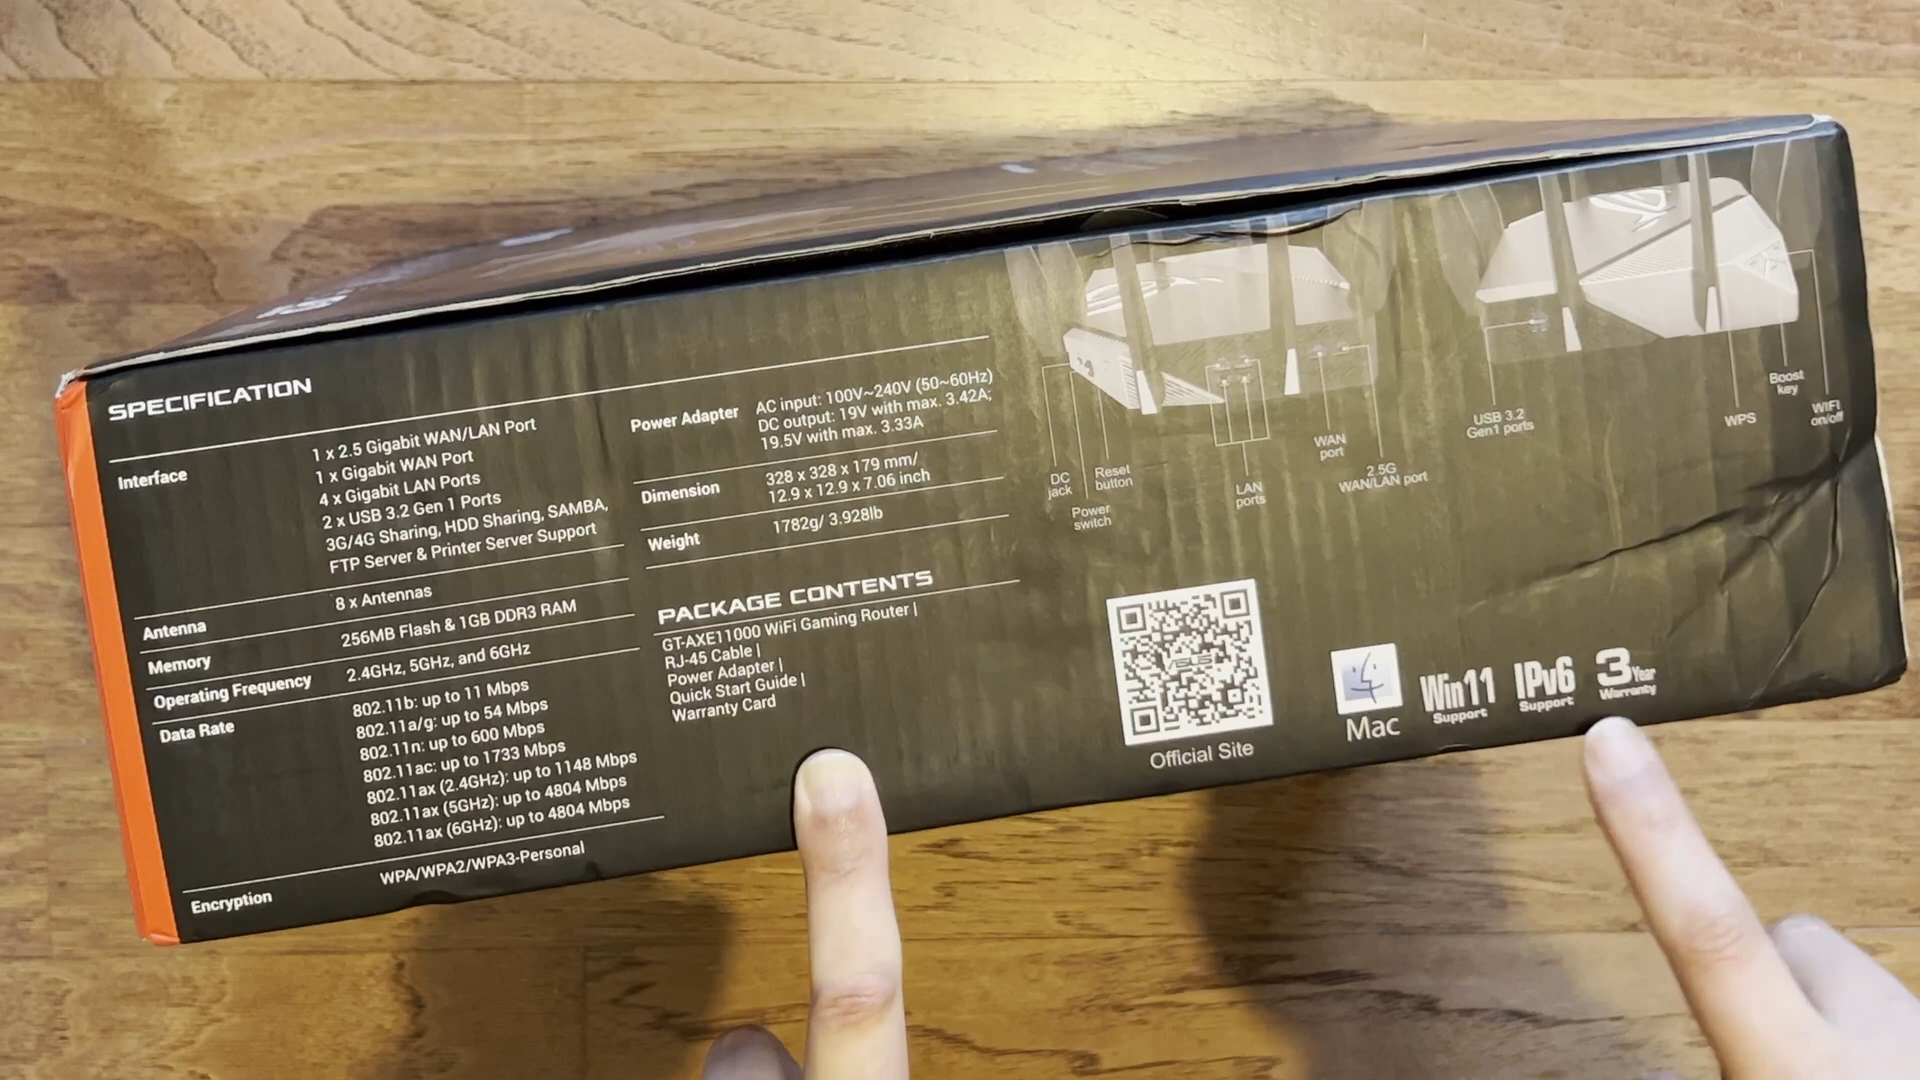 SPECIFICATION
Interface
1 x 2.5 Gigabit WAN/LAN Port
1 x Gigabit WAN Port
4 x Gigabit LAN Ports
2 x USB 3.2 Gen 1 Ports
3G/4G Sharing, HDD Sharing, SAMBA,
FTP Server & Printer Server Support
Antenna
8 x Antennas
Memory
256MB Flash & 1GB DDR3 RAM
Operating Frequency
2.4GHz, 5GHz, and 6GHz
Data Rate
802.11b: up to 11 Mbps
802.11a/g: up to 54 Mbps
802.11n: up to 600 Mbps
802.11ac: up to 1733 Mbps
802.11ax (2.4GHz): up to 1148 Mbps
802.11ax (5GHz): up to 4804 Mbps
802.11ax (6GHz): up to 4804 Mbps
Encryption
WPA/WPA2/WPA3-Personal
Power Adapter
AC input: 100V~240V (50~60Hz)
DC output: 19V with max. 3.42A;
19.5V with max. 3.33A
Dimension
328 x 328 x 179 mm/
12.9 x 12.9 x 7.06 inch
Weight
1782g/ 3.928lb
PACKAGE CONTENTS
GT-AXE11000 WiFi Gaming Router |
RJ-45 Cable |
Power Adapter |
Quick Start Guide |
Warranty Card
DC
jack
Power
switch
Reset
button
LAN
ports
WAN
port
2.5G
WAN/LAN port
USB 3.2
Gen1 ports
WPS
Boost
key
WIFI
on/off
ASUS
Official Site
Mac
Win11
Support
IPv6
Support
3 Year
Warranty